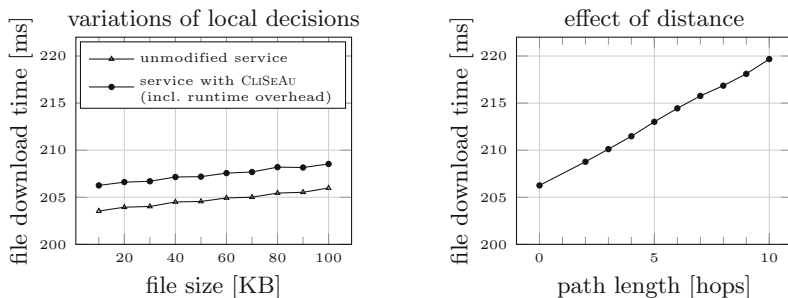 variations of local decisions
file download time [ms]
220
215
210
205
200
unmodified service
service with CLISEAU
(incl. runtime overhead)
20 40 60 80 100
file size [KB]
effect of distance
file download time [ms]
220
215
210
205
200
0 5 10
path length [hops]